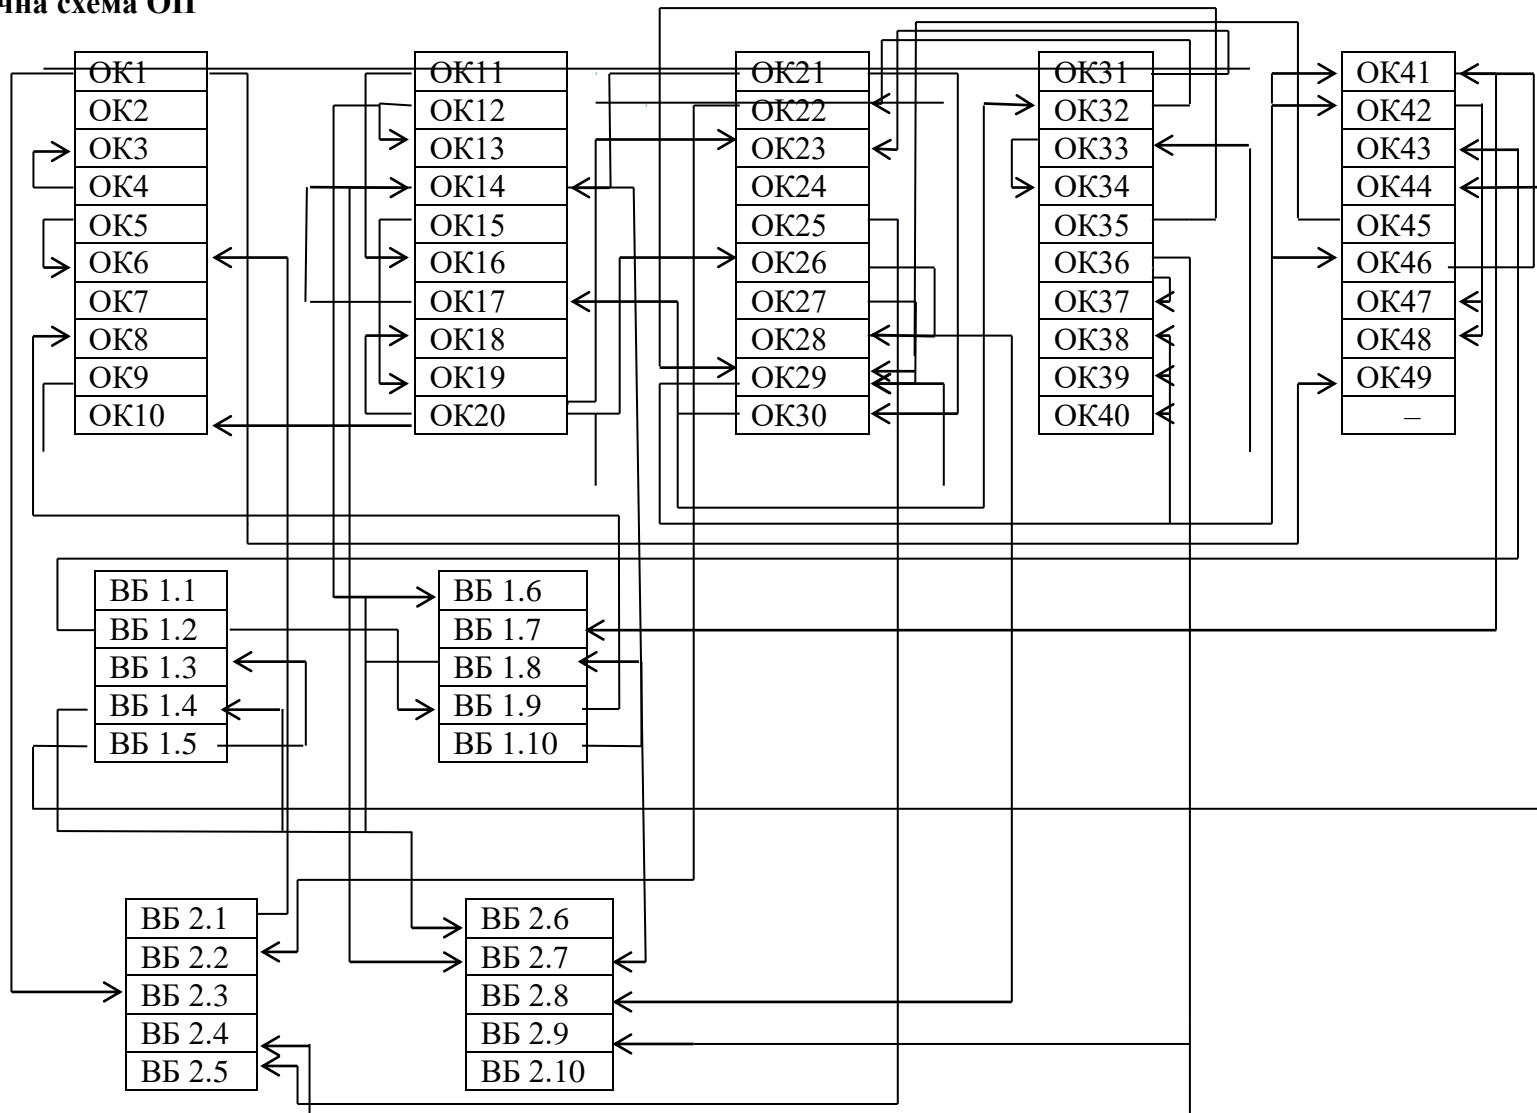 чна схема ОП
ОК1
ОК2
ОК3
ОК4
ОК5
ОК6
ОК7
ОК8
ОК9
ОК10
ОК11
ОК12
ОК13
ОК14
ОК15
ОК16
ОК17
ОК18
ОК19
ОК20
ОК21
ОК22
ОК23
ОК24
ОК25
ОК26
ОК27
ОК28
ОК29
ОК30
ОК31
ОК32
ОК33
ОК34
ОК35
ОК36
ОК37
ОК38
ОК39
ОК40
ОК41
ОК42
ОК43
ОК44
ОК45
ОК46
ОК47
ОК48
ОК49
–
ВБ 1.1
ВБ 1.2
ВБ 1.3
ВБ 1.4
ВБ 1.5
ВБ 1.6
ВБ 1.7
ВБ 1.8
ВБ 1.9
ВБ 1.10
ВБ 2.1
ВБ 2.2
ВБ 2.3
ВБ 2.4
ВБ 2.5
ВБ 2.6
ВБ 2.7
ВБ 2.8
ВБ 2.9
ВБ 2.10